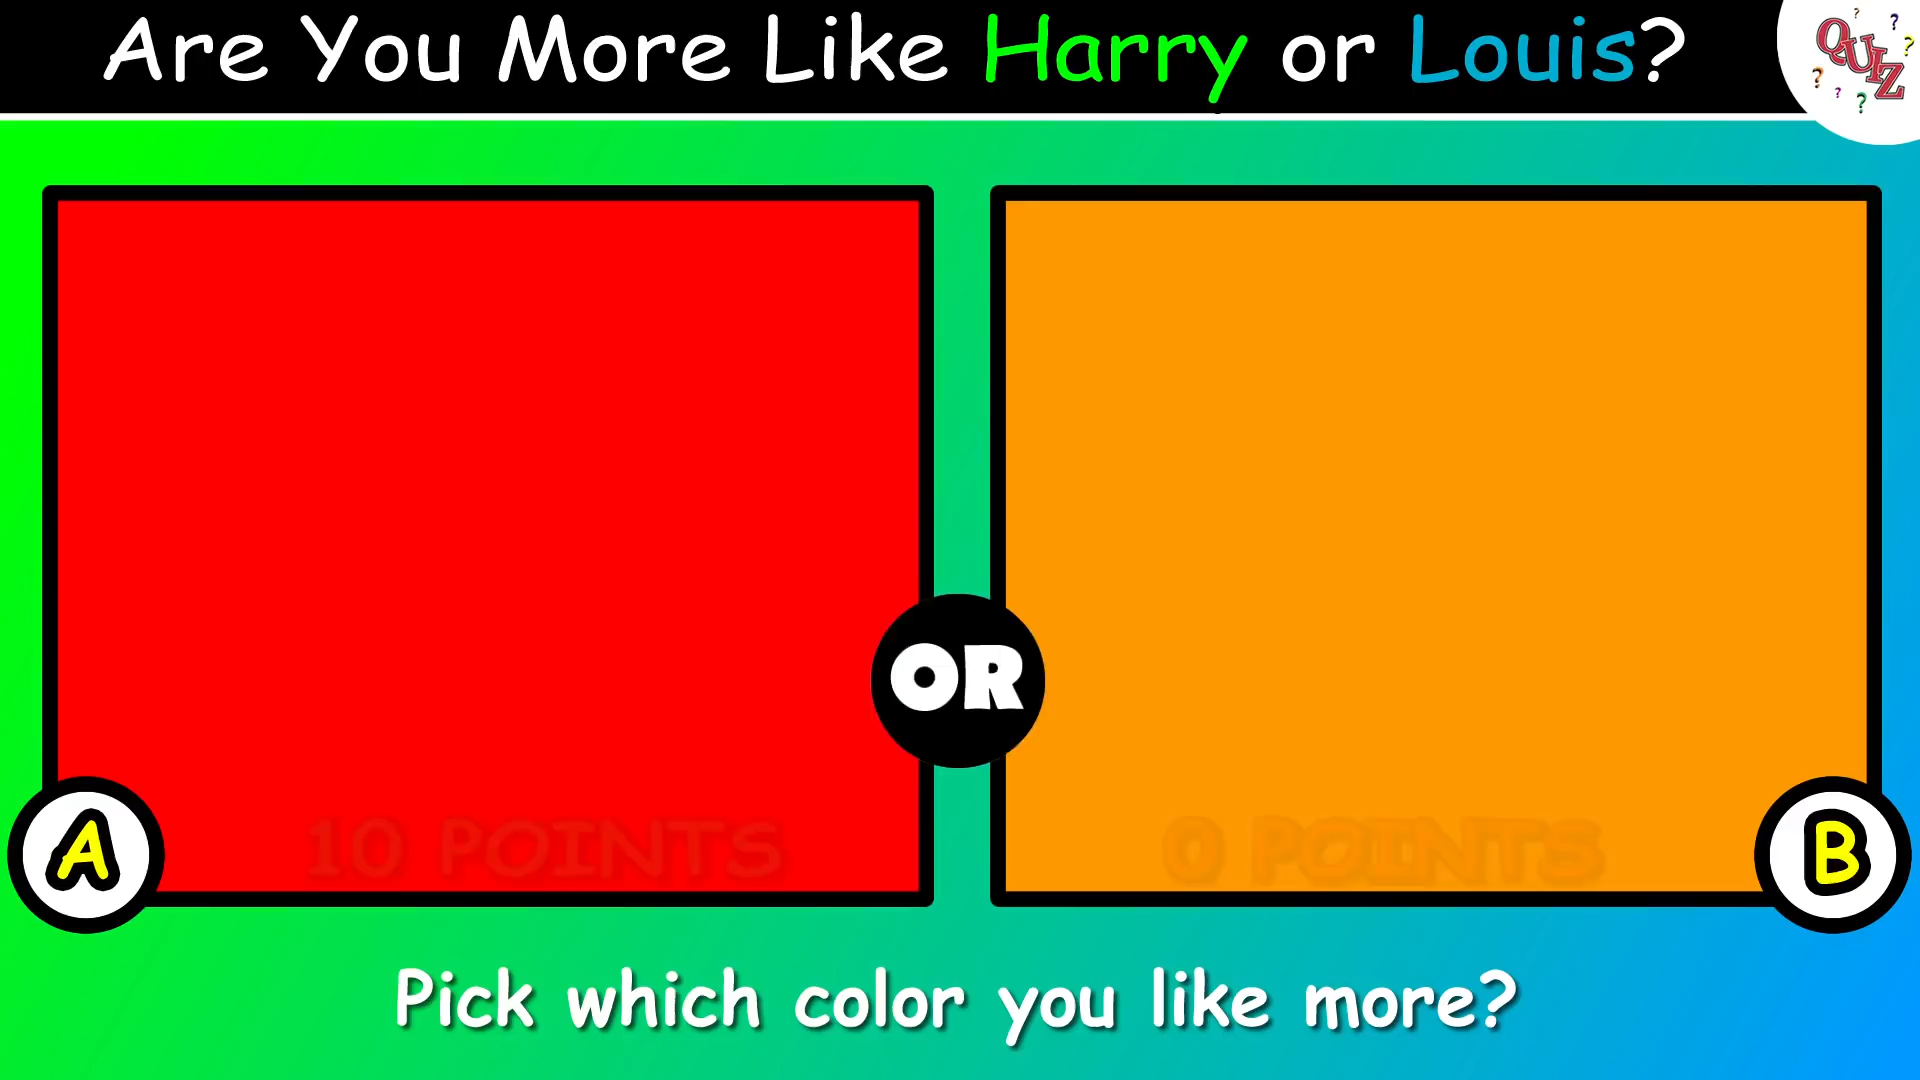 Are You More Like Harry or Louis?
QUIZ
OR
10 POINTS
0 POINTS
A
B
Pick which color you like more?